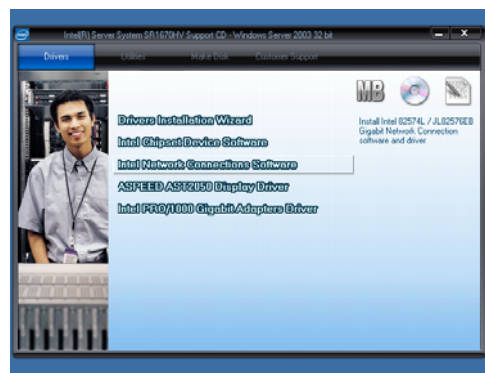 Intel(R) Server System SR1670HV Support CD - Windows Server 2003 32 bit
Drivers
Utilities
Make Disk
Customer Support
MB
Drivers Installation Wizard
Intel Chipset Device Software
Intel Network Connections Software
ASPEED AST2050 Display Driver
Intel PRO/1000 Gigabit Adapters Driver
Install Intel 82574L / JL82576EB
Gigabit Network Connection
software and driver